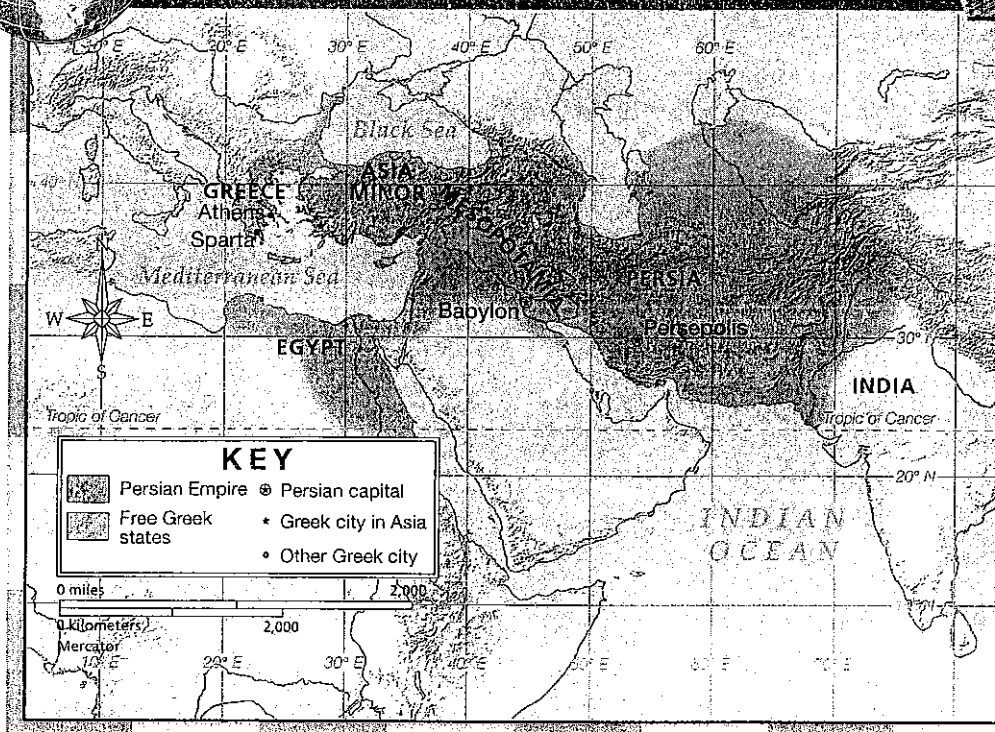 0° E 20° E 30° E 40° E 50° E 60° E
Black Sea
ASIA
MINOR
40°
GREECE
Athens
Sparta
MESOPOTAMIA
Mediterranean Sea
PERSIA
W E
S
Babylon
Persepolis
30°
EGYPT
INDIA
Tropic of Cancer
Tropic of Cancer
KEY
Persian Empire
Persian capital
Free Greek
states
Greek city in Asia
Other Greek city
20° N
INDIAN
OCEAN
0 miles 2,000
0 kilometers 2,000
Mercator
10° E 20° E 30° E 40° E 50° E 60° E 70° E